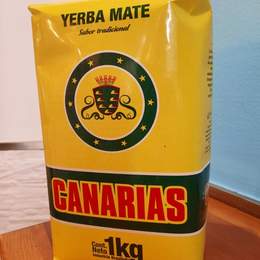 YERBA MATE
Sabor tradicional
CANARIAS
Cont.
Neto 1kg